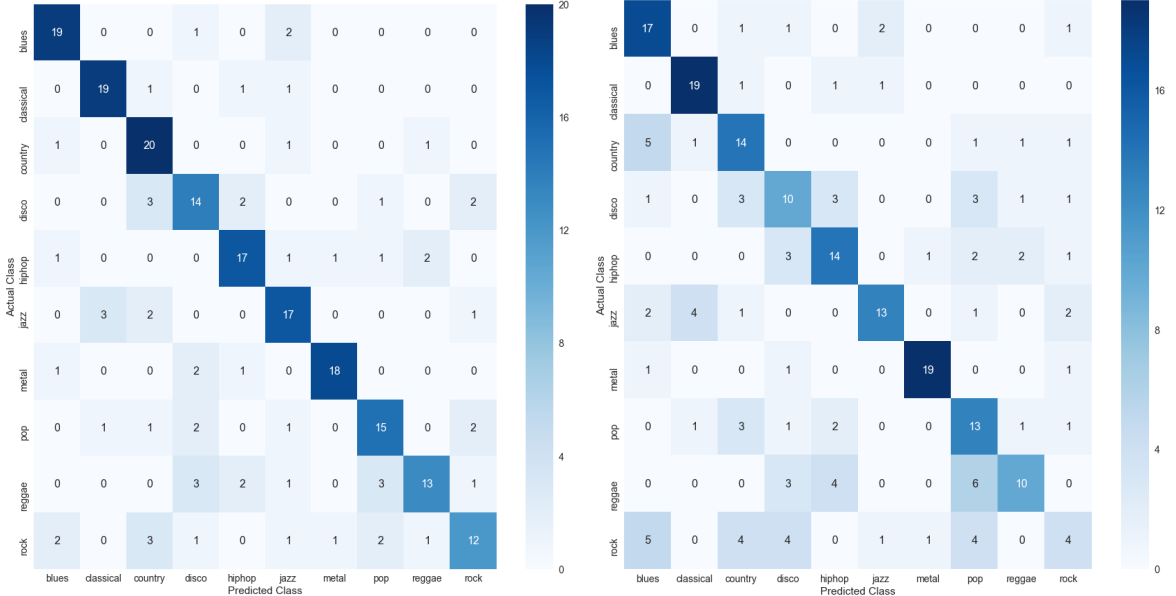 blues 19 0 0 1 0 2 0 0 0 0
classical 0 19 1 0 1 1 0 0 0 0
country 1 0 20 0 0 1 0 0 1 0
disco 0 0 3 14 2 0 0 1 0 2
hiphop 1 0 0 0 17 1 1 1 2 0
jazz 0 3 2 0 0 17 0 0 0 1
metal 1 0 0 2 1 0 18 0 0 0
pop 0 1 1 2 0 1 0 15 0 2
reggae 0 0 0 3 2 1 0 3 13 1
rock 2 0 3 1 0 1 1 2 1 12
blues classical country disco hiphop jazz metal pop reggae rock
Predicted Class
Actual Class
20
16
12
8
4
0
blues 17 0 1 1 0 2 0 0 0 1
classical 0 19 1 0 1 1 0 0 0 0
country 5 1 14 0 0 0 0 1 1 1
disco 1 0 3 10 3 0 0 3 1 1
hiphop 0 0 0 3 14 0 1 2 2 1
jazz 2 4 1 0 0 13 0 1 0 2
metal 1 0 0 1 0 0 19 0 0 1
pop 0 1 3 1 2 0 0 13 1 1
reggae 0 0 0 3 4 0 0 6 10 0
rock 5 0 4 4 0 1 1 4 0 4
blues classical country disco hiphop jazz metal pop reggae rock
Predicted Class
Actual Class
16
12
8
4
0